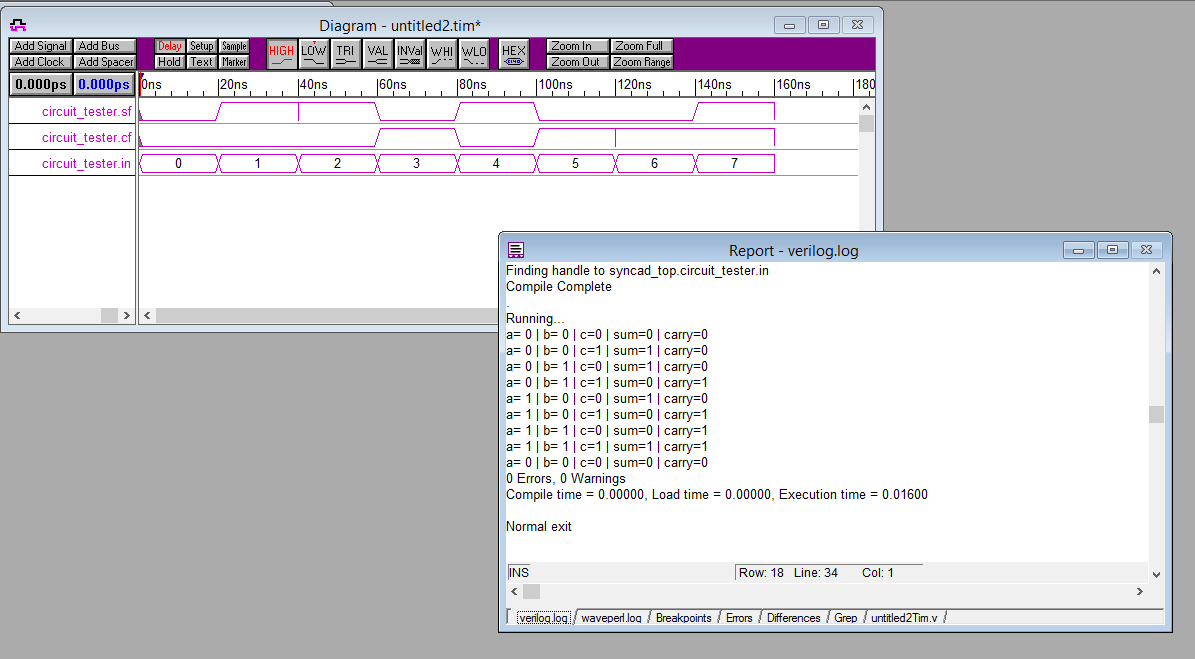 Diagram - untitled2.tim*
Add Signal Add Bus Delay Setup Sample HIGH LOW TRI VAL INVal WHI WLO HEX Zoom In Zoom Full
Add Clock Add Spacer Hold Text Marker Zoom Out Zoom Range
0.000ps 0.000ps 0ns 20ns 40ns 60ns 80ns 100ns 120ns 140ns 160ns 180
circuit_tester.sf
circuit_tester.cf
circuit_tester.in 0 1 2 3 4 5 6 7
Report - verilog.log
Finding handle to syncad_top.circuit_tester.in
Compile Complete
.
Running...
a= 0 | b= 0 | c=0 | sum=0 | carry=0
a= 0 | b= 0 | c=1 | sum=1 | carry=0
a= 0 | b= 1 | c=0 | sum=1 | carry=0
a= 0 | b= 1 | c=1 | sum=0 | carry=1
a= 1 | b= 0 | c=0 | sum=1 | carry=0
a= 1 | b= 0 | c=1 | sum=0 | carry=1
a= 1 | b= 1 | c=0 | sum=0 | carry=1
a= 1 | b= 1 | c=1 | sum=1 | carry=1
a= 0 | b= 0 | c=0 | sum=0 | carry=0
0 Errors, 0 Warnings
Compile time = 0.00000, Load time = 0.00000, Execution time = 0.01600
Normal exit
INS Row: 18 Line: 34 Col: 1
verilog.log waveperl.log Breakpoints Errors Differences Grep untitled2Tim.v